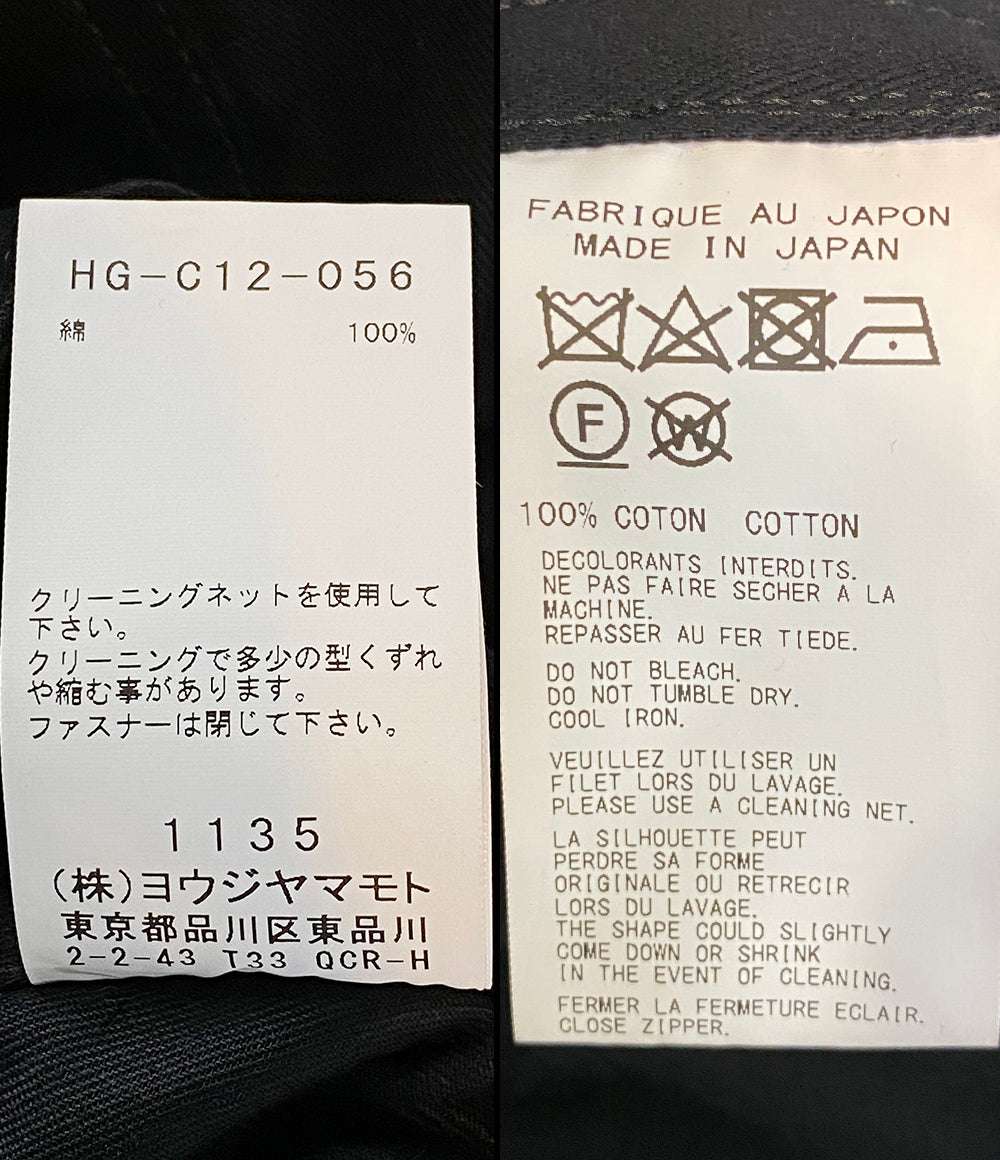 HG-C12-056
綿 100%
クリーニングネットを使用して
下さい。
クリーニングで多少の型くずれ
や縮む事があります。
ファスナーは閉じて下さい。
1135
(株)ヨウジヤマモト
東京都品川区東品川
2-2-43 T33 QCR-H
FABRIQUE AU JAPON
MADE IN JAPAN
F W
100% COTON COTTON
DECOLORANTS INTERDITS.
NE PAS FAIRE SECHER A LA
MACHINE.
REPASSER AU FER TIEDE.
DO NOT BLEACH.
DO NOT TUMBLE DRY.
COOL IRON.
VEUILLEZ UTILISER UN
FILET LORS DU LAVAGE.
PLEASE USE A CLEANING NET.
LA SILHOUETTE PEUT
PERDRE SA FORME
ORIGINALE OU RETRECIR
LORS DU LAVAGE.
THE SHAPE COULD SLIGHTLY
COME DOWN OR SHRINK
IN THE EVENT OF CLEANING.
FERMER LA FERMETURE ECLAIR.
CLOSE ZIPPER.